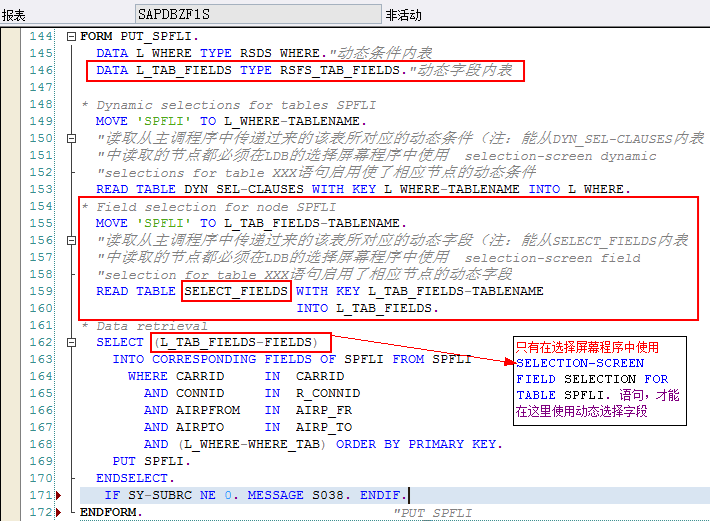 报表 SAPDBZF1S 非活动
144 FORM PUT_SPFLI.
145 DATA L_WHERE TYPE RSDS_WHERE."动态条件内表
146 DATA L_TAB_FIELDS TYPE RSFS_TAB_FIELDS."动态字段内表
147
148 * Dynamic selections for tables SPFLI
149 MOVE 'SPFLI' TO L_WHERE-TABLENAME.
150 "读取从主调程序中传递过来的该表所对应的动态条件（注：能从DYN_SEL-CLAUSES内表
151 "中读取的节点都必须在LDB的选择屏幕程序中使用 selection-screen dynamic
152 "selections for table XXX语句启用使了相应节点的动态条件
153 READ TABLE DYN_SEL-CLAUSES WITH KEY L_WHERE-TABLENAME INTO L_WHERE.
154 * Field selection for node SPFLI
155 MOVE 'SPFLI' TO L_TAB_FIELDS-TABLENAME.
156 "读取从主调程序中传递过来的该表所对应的动态字段（注：能从SELECT_FIELDS内表
157 "中读取的节点都必须在LDB的选择屏幕程序中使用 selection-screen field
158 "selection for table XXX语句启用了相应节点的动态字段
159 READ TABLE SELECT_FIELDS WITH KEY L_TAB_FIELDS-TABLENAME
160 INTO L_TAB_FIELDS.
161 * Data retrieval
162 SELECT (L_TAB_FIELDS-FIELDS)
163 INTO CORRESPONDING FIELDS OF SPFLI FROM SPFLI
164 WHERE CARRID IN CARRID
165 AND CONNID IN R_CONNID
166 AND AIRPFROM IN AIRP_FR
167 AND AIRPTO IN AIRP_TO
168 AND (L_WHERE-WHERE_TAB) ORDER BY PRIMARY KEY.
169 PUT SPFLI.
170 ENDSELECT.
171 IF SY-SUBRC NE 0. MESSAGE S038. ENDIF.
172 ENDFORM. "PUT_SPFLI
只有在选择屏幕程序中使用
SELECTION-SCREEN
FIELD SELECTION FOR
TABLE SPFLI. 语句，才能
在这里使用动态选择字段